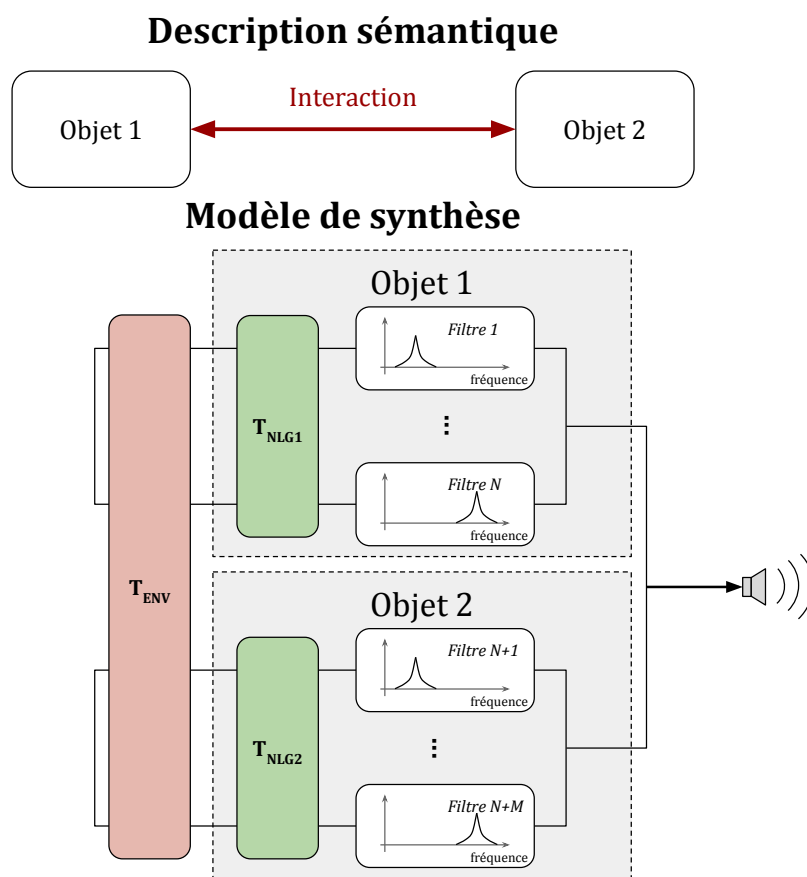 Description sémantique
Interaction
Objet 1
Objet 2
Modèle de synthèse
Objet 1
Filtre 1
fréquence
⋮
T_NLG1
Filtre N
fréquence
T_ENV
Objet 2
Filtre N+1
fréquence
⋮
T_NLG2
Filtre N+M
fréquence